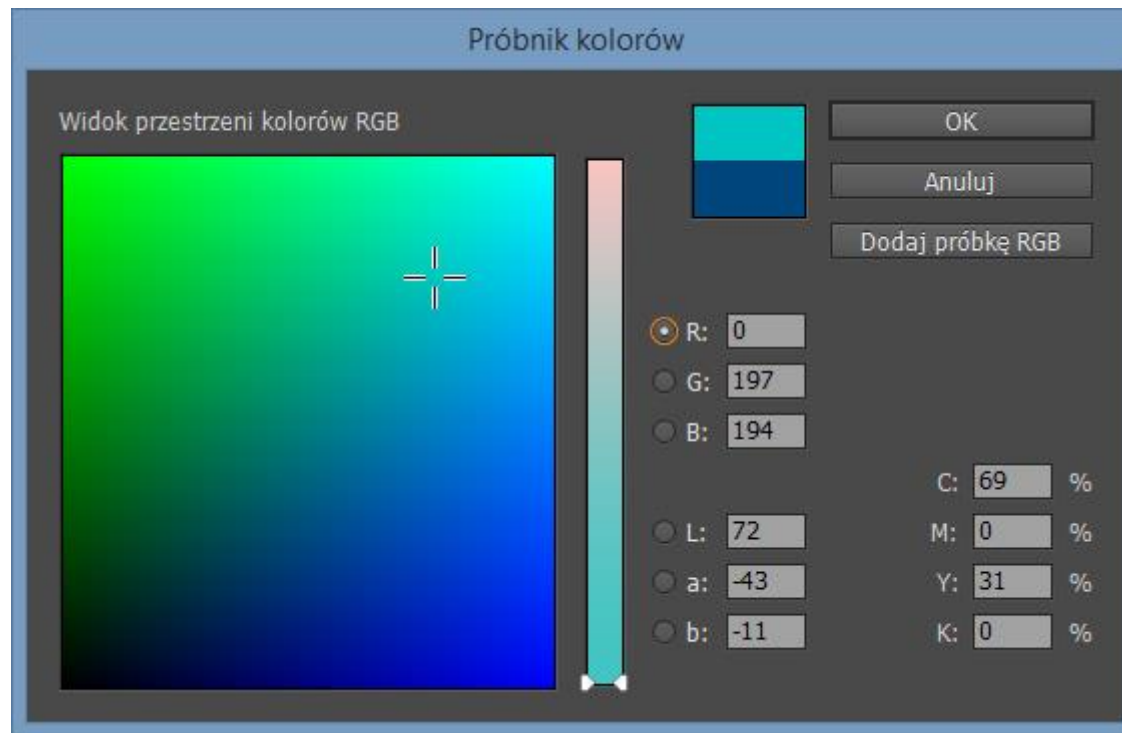 Próbnik kolorów
Widok przestrzeni kolorów RGB
OK
Anuluj
Dodaj próbkę RGB
R: 0
G: 197
B: 194
C: 69 %
L: 72
M: 0 %
a: -43
Y: 31 %
b: -11
K: 0 %